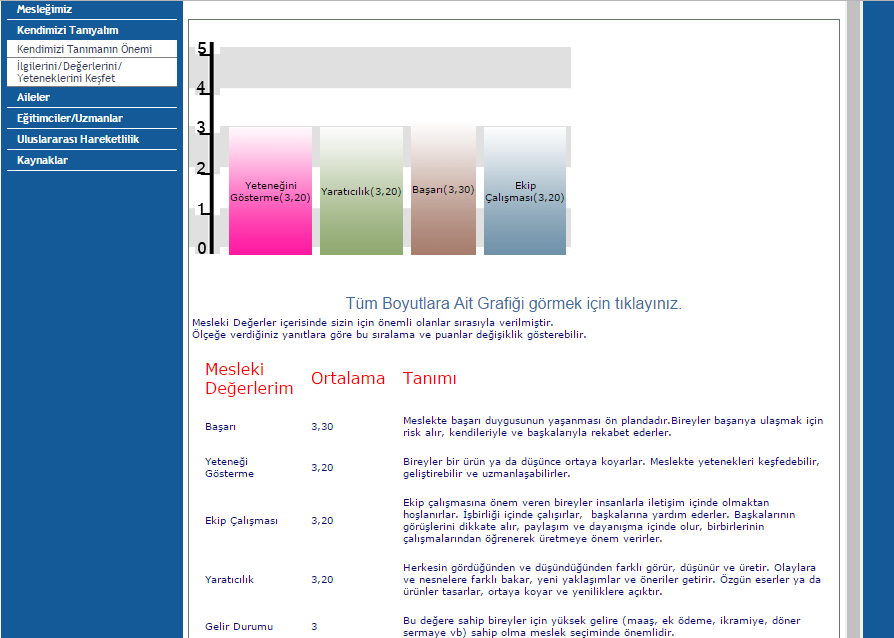 Mesleğimiz
Kendimizi Tanıyalım
Kendimizi Tanımanın Önemi
İlgilerini/Değerlerini/
Yeteneklerini Keşfet
Aileler
Eğitimciler/Uzmanlar
Uluslararası Hareketlilik
Kaynaklar
5
4
3
2
1
0
Yeteneğini
Gösterme(3,20)
Yaratıcılık(3,20)
Başarı(3,30)
Ekip
Çalışması(3,20)
Tüm Boyutlara Ait Grafiği görmek için tıklayınız.
Mesleki Değerler içerisinde sizin için önemli olanlar sırasıyla verilmiştir.
Ölçeğe verdiğiniz yanıtlara göre bu sıralama ve puanlar değişiklik gösterebilir.
Mesleki
Değerlerim
Ortalama
Tanımı
Başarı
3,30
Meslekte başarı duygusunun yaşanması ön plandadır.Bireyler başarıya ulaşmak için
risk alır, kendileriyle ve başkalarıyla rekabet ederler.
Yeteneği
Gösterme
3,20
Bireyler bir ürün ya da düşünce ortaya koyarlar. Meslekte yetenekleri keşfedebilir,
geliştirebilir ve uzmanlaşabilirler.
Ekip Çalışması
3,20
Ekip çalışmasına önem veren bireyler insanlarla iletişim içinde olmaktan
hoşlanırlar. İşbirliği içinde çalışırlar, başkalarına yardım ederler. Başkalarının
görüşlerini dikkate alır, paylaşım ve dayanışma içinde olur, birbirlerinin
çalışmalarından öğrenerek üretmeye önem verirler.
Yaratıcılık
3,20
Herkesin gördüğünden ve düşündüğünden farklı görür, düşünür ve üretir. Olaylara
ve nesnelere farklı bakar, yeni yaklaşımlar ve öneriler getirir. Özgün eserler ya da
ürünler tasarlar, ortaya koyar ve yeniliklere açıktır.
Gelir Durumu
3
Bu değere sahip bireyler için yüksek gelire (maaş, ek ödeme, ikramiye, döner
sermaye vb) sahip olma meslek seçiminde önemlidir.